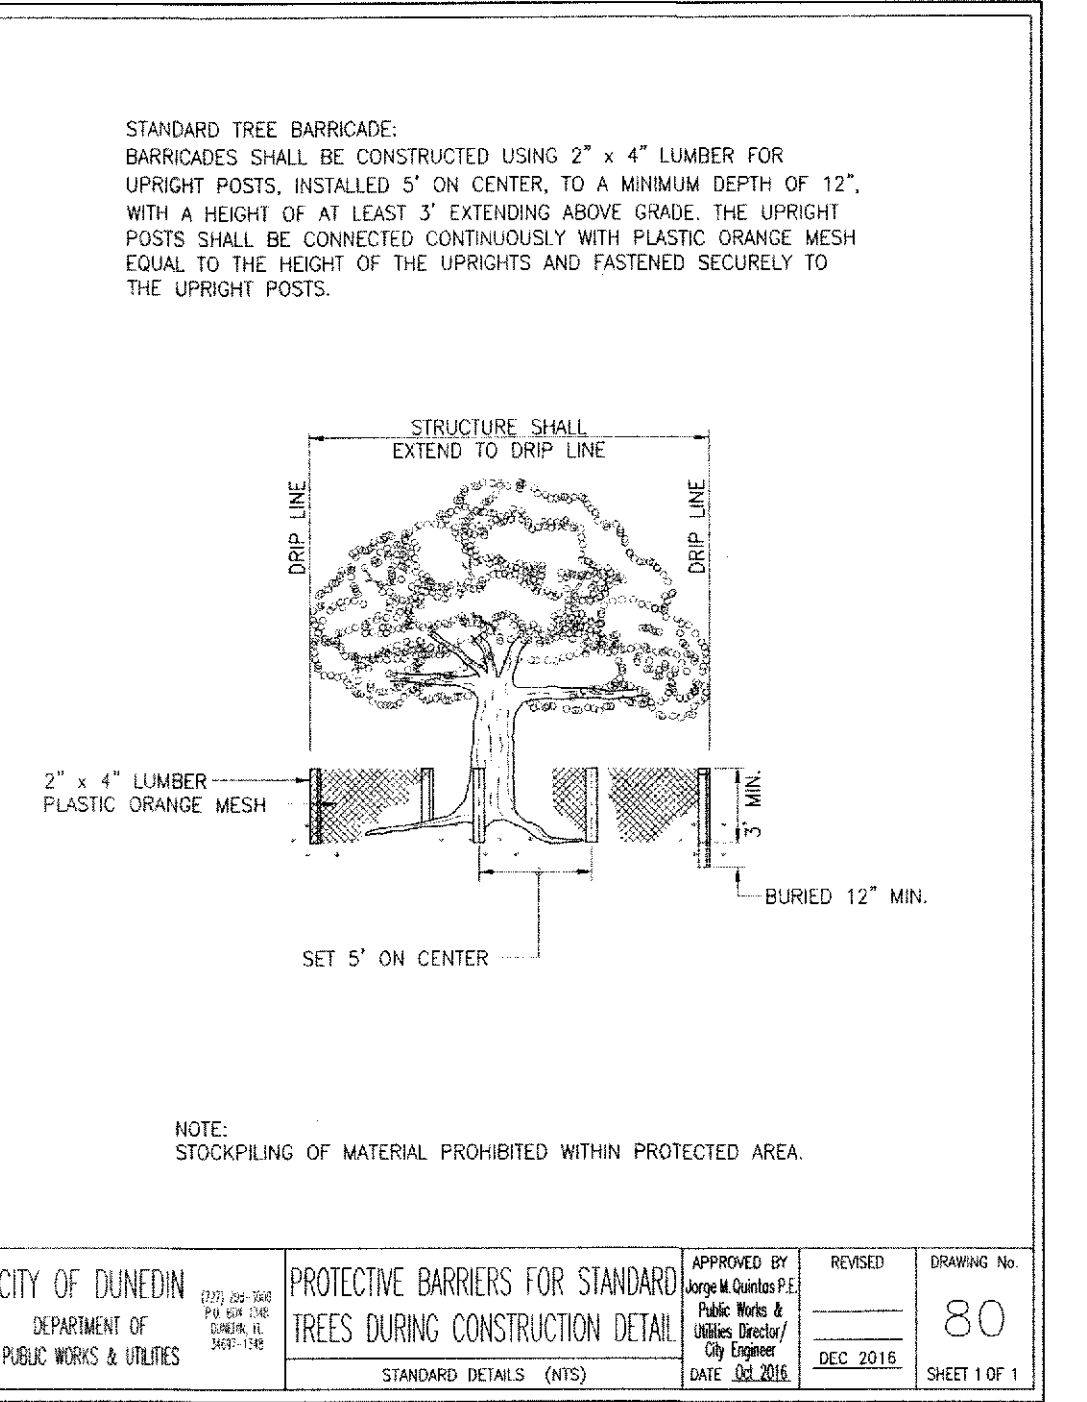 STANDARD TREE BARRICADE:
BARRICADES SHALL BE CONSTRUCTED USING 2" x 4" LUMBER FOR
UPRIGHT POSTS, INSTALLED 5' ON CENTER, TO A MINIMUM DEPTH OF 12",
WITH A HEIGHT OF AT LEAST 3' EXTENDING ABOVE GRADE. THE UPRIGHT
POSTS SHALL BE CONNECTED CONTINUOUSLY WITH PLASTIC ORANGE MESH
EQUAL TO THE HEIGHT OF THE UPRIGHTS AND FASTENED SECURELY TO
THE UPRIGHT POSTS.
STRUCTURE SHALL
EXTEND TO DRIP LINE
DRIP LINE
DRIP LINE
2" x 4" LUMBER
PLASTIC ORANGE MESH
3' MIN.
BURIED 12" MIN.
SET 5' ON CENTER
NOTE:
STOCKPILING OF MATERIAL PROHIBITED WITHIN PROTECTED AREA.
CITY OF DUNEDIN
DEPARTMENT OF
PUBLIC WORKS & UTILITIES
P.O. BOX 1348
DUNEDIN, FL
34697-1348
PROTECTIVE BARRIERS FOR STANDARD
TREES DURING CONSTRUCTION DETAIL
STANDARD DETAILS (NTS)
APPROVED BY
Jorge M. Quintas P.E.
Public Works &
Utilities Director/
City Engineer
DATE Oct 2016
REVISED
DEC 2016
DRAWING No.
80
SHEET 1 OF 1